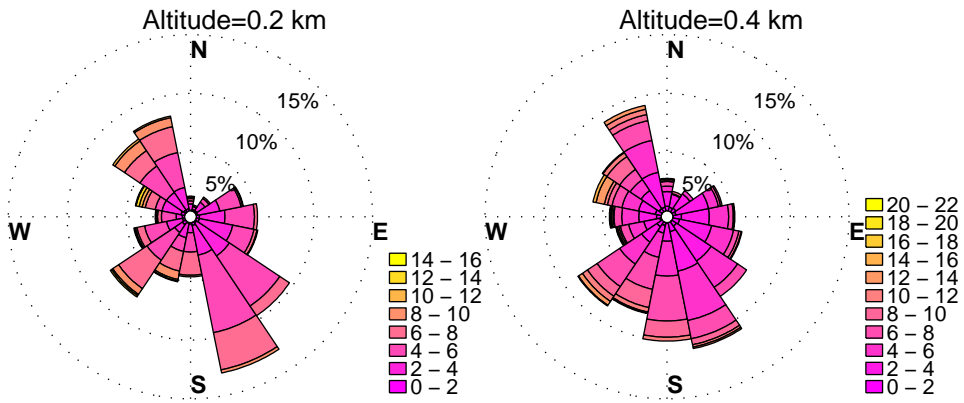 Altitude=0.2 km
N
15%
10%
5%
W
E
S
14 – 16
12 – 14
10 – 12
8 – 10
6 – 8
4 – 6
2 – 4
0 – 2
Altitude=0.4 km
N
15%
10%
5%
W
E
S
20 – 22
18 – 20
16 – 18
14 – 16
12 – 14
10 – 12
8 – 10
6 – 8
4 – 6
2 – 4
0 – 2